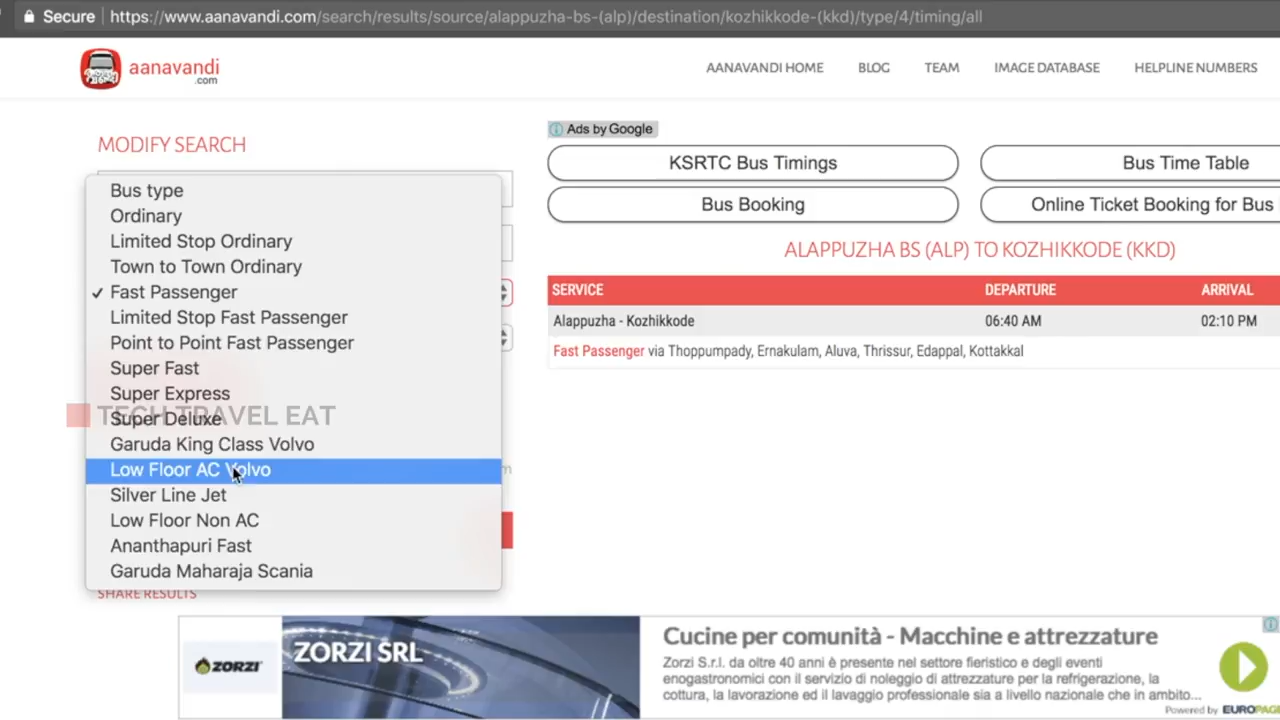 Secure https://www.aanavandi.com/search/results/source/alappuzha-bs-(alp)/destination/kozhikkode-(kkd)/type/4/timing/all
aanavandi
.com
AANAVANDI HOME BLOG TEAM IMAGE DATABASE HELPLINE NUMBERS
MODIFY SEARCH
Bus type
Ordinary
Limited Stop Ordinary
Town to Town Ordinary
✓ Fast Passenger
Limited Stop Fast Passenger
Point to Point Fast Passenger
Super Fast
Super Express
Super Deluxe
TECH TRAVEL EAT
Garuda King Class Volvo
Low Floor AC Volvo
Silver Line Jet
Low Floor Non AC
Ananthapuri Fast
Garuda Maharaja Scania
SHARE RESULTS
Ads by Google
KSRTC Bus Timings
Bus Time Table
Bus Booking
Online Ticket Booking for Bus
ALAPPUZHA BS (ALP) TO KOZHIKKODE (KKD)
SERVICE DEPARTURE ARRIVAL
Alappuzha - Kozhikkode 06:40 AM 02:10 PM
Fast Passenger via Thoppumpady, Ernakulam, Aluva, Thrissur, Edappal, Kottakkal
ZORZI
ZORZI SRL
Cucine per comunità - Macchine e attrezzature
Zorzi S.r.l. da oltre 40 anni è presente nel settore fieristico e degli eventi
enogastronomici con il servizio di noleggio di attrezzature per la refrigerazione, la
cottura, la lavorazione ed il lavaggio professionale sia a livello nazionale che in ambito...
Powered by EUROPAG